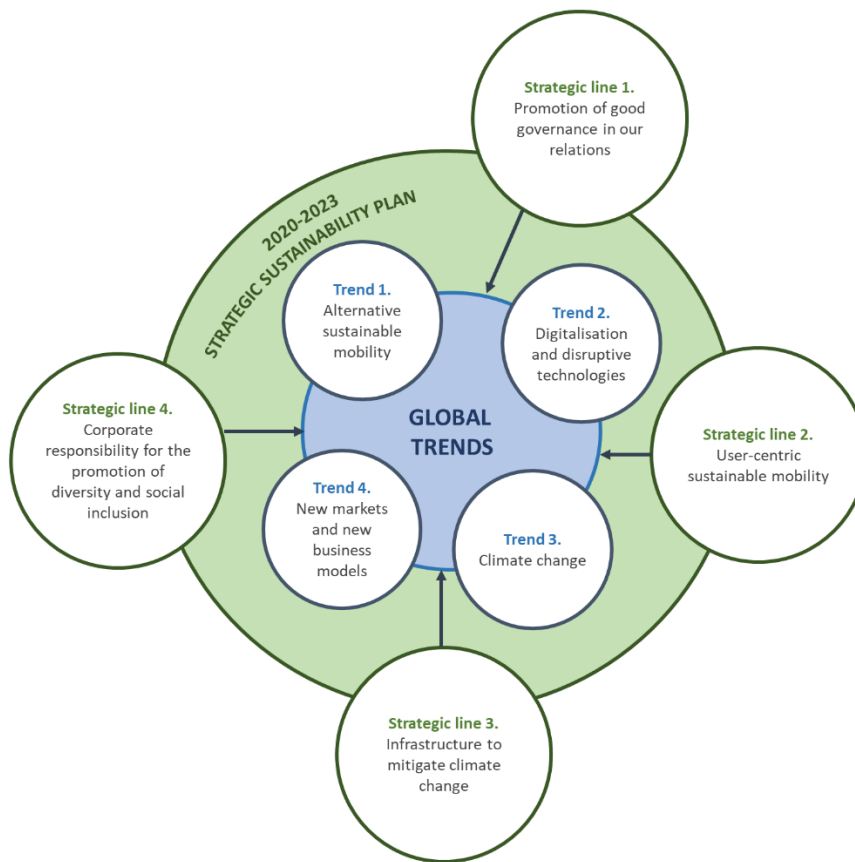 Strategic line 1.
Promotion of good
governance in our
relations
2020-2023
STRATEGIC SUSTAINABILITY PLAN
Trend 1.
Alternative
sustainable
mobility
Trend 2.
Digitalisation
and disruptive
technologies
Strategic line 4.
Corporate
responsibility for the
promotion of
diversity and social
inclusion
GLOBAL
TRENDS
Strategic line 2.
User-centric
sustainable mobility
Trend 4.
New markets
and new
business
models
Trend 3.
Climate change
Strategic line 3.
Infrastructure to
mitigate climate
change